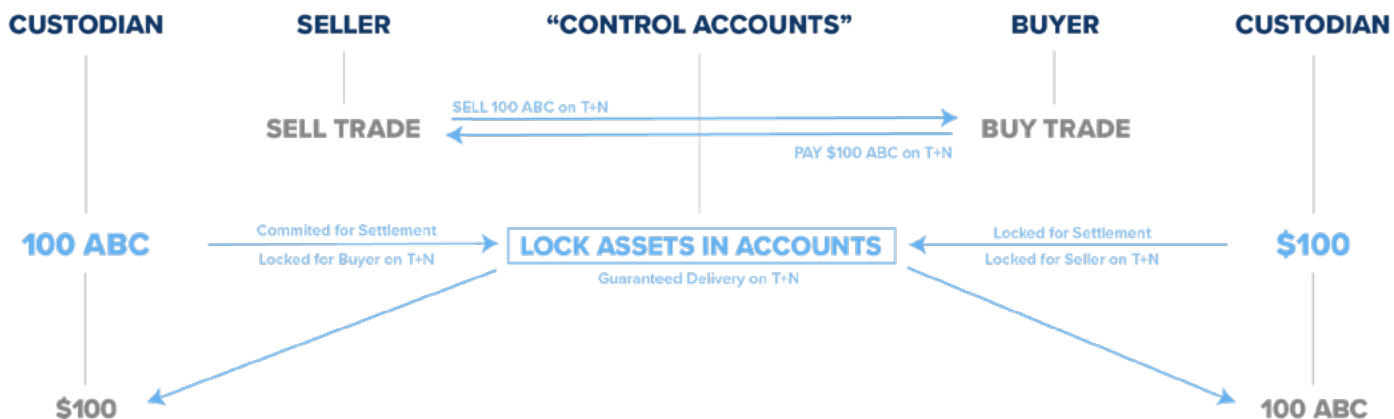 CUSTODIAN SELLER “CONTROL ACCOUNTS” BUYER CUSTODIAN
SELL 100 ABC on T+N
SELL TRADE BUY TRADE
PAY $100 ABC on T+N
Commited for Settlement Locked for Settlement
100 ABC LOCK ASSETS IN ACCOUNTS $100
Locked for Buyer on T+N Locked for Seller on T+N
Guaranteed Delivery on T+N
$100 100 ABC